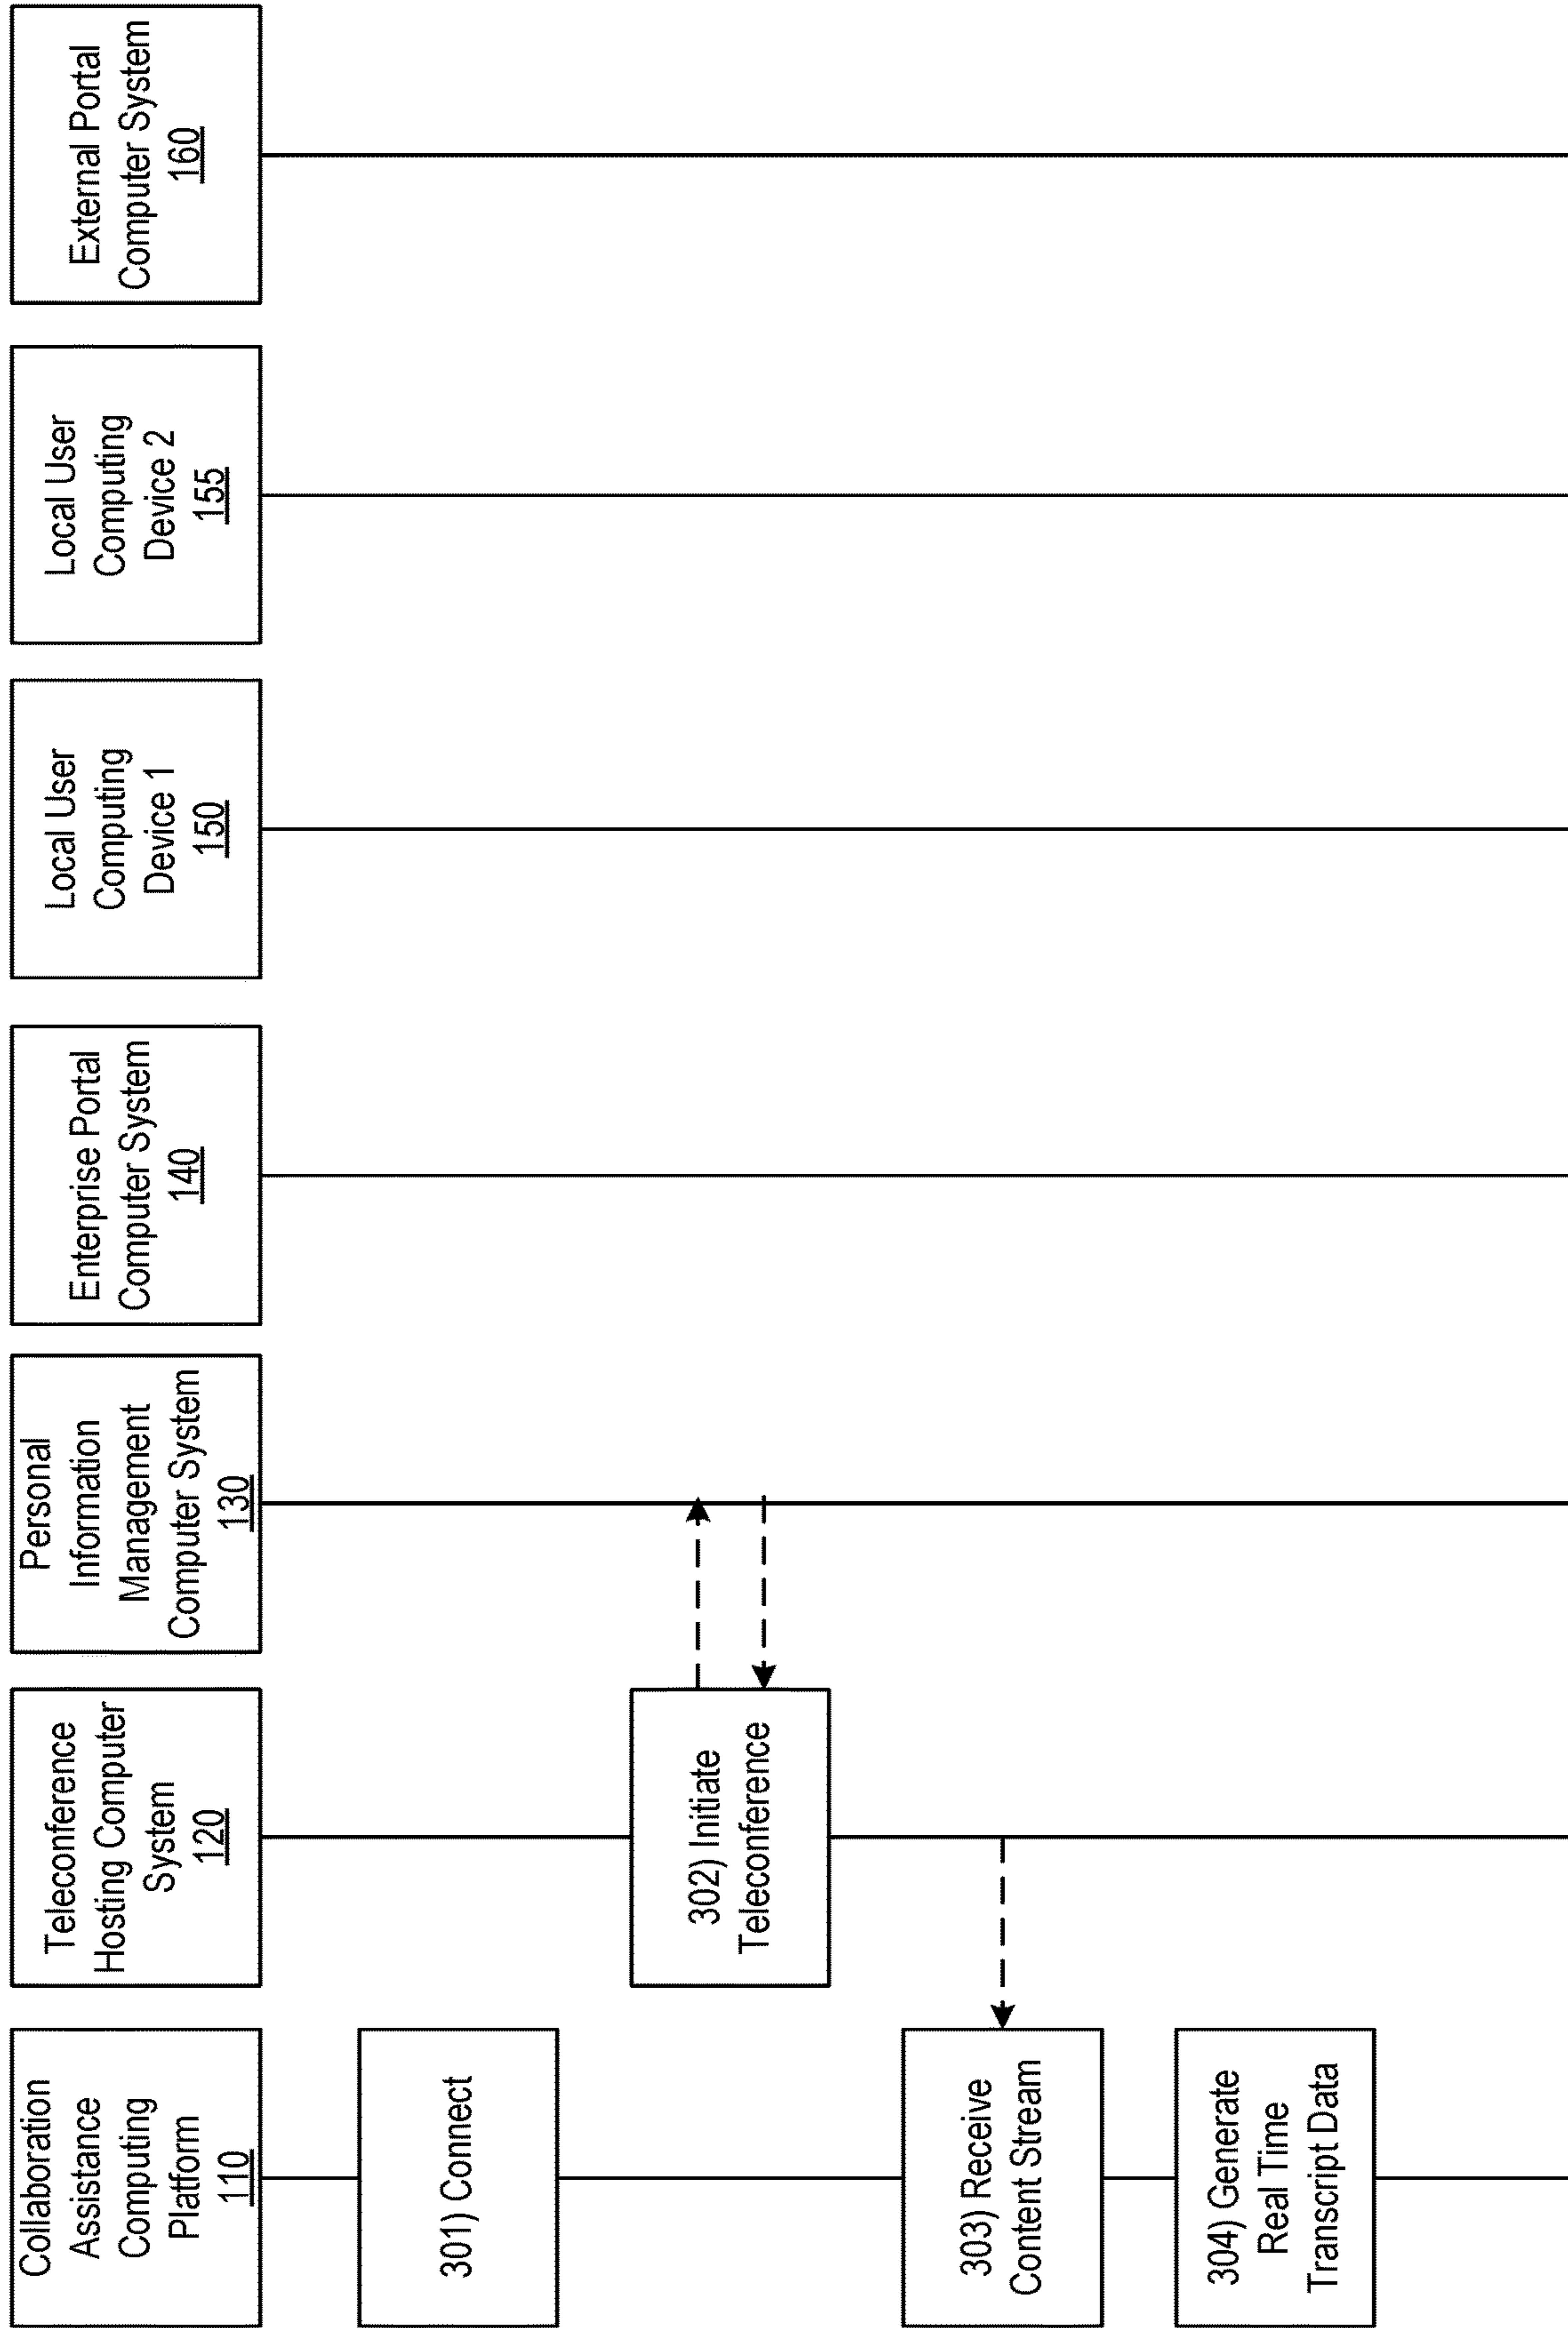 Collaboration
Assistance
Computing
Platform
110
Teleconference
Hosting Computer
System
120
Personal
Information
Management
Computer System
130
Enterprise Portal
Computer System
140
Local User
Computing
Device 1
150
Local User
Computing
Device 2
155
External Portal
Computer System
160
301) Connect
302) Initiate
Teleconference
303) Receive
Content Stream
304) Generate
Real Time
Transcript Data